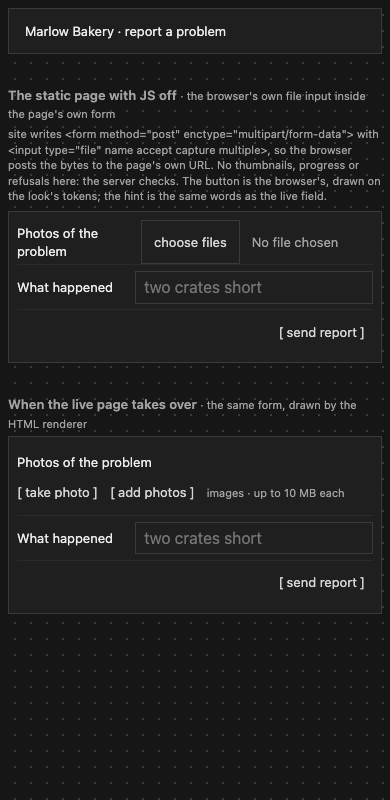 Marlow Bakery · report a problem
The static page with JS off · the browser's own file input inside
the page's own form
site writes <form method="post" enctype="multipart/form-data"> with
<input type="file" name accept capture multiple>, so the browser
posts the bytes to the page's own URL. No thumbnails, progress or
refusals here: the server checks. The button is the browser's, drawn on
the look's tokens; the hint is the same words as the live field.
Photos of the
problem
choose files No file chosen
What happened two crates short
[ send report ]
When the live page takes over · the same form, drawn by the
HTML renderer
Photos of the problem
[ take photo ] [ add photos ] images · up to 10 MB each
What happened two crates short
[ send report ]